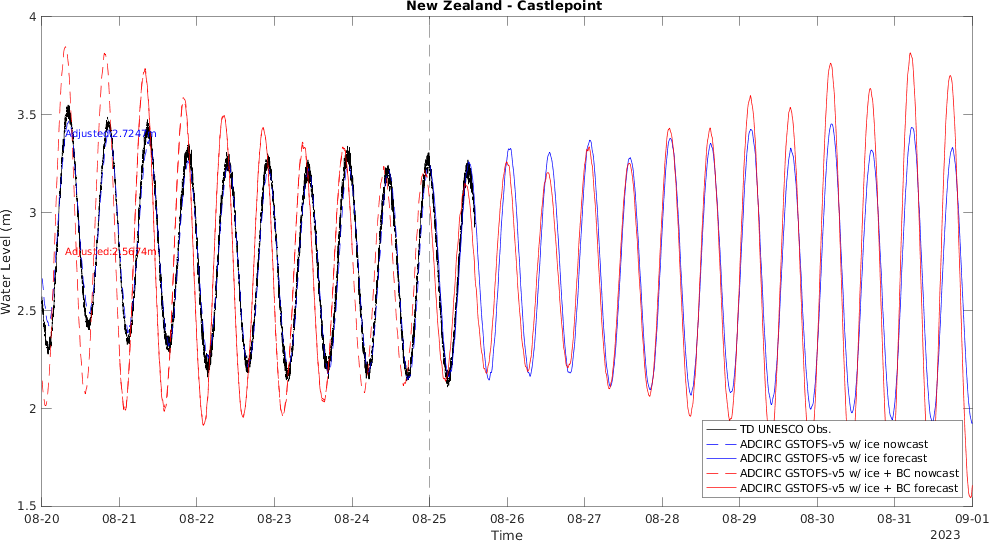 New Zealand - Castlepoint
4
3.5
3
2.5
2
1.5
Water Level (m)
Adjusted:2.7247m
Adjusted:2.5674m
TD UNESCO Obs.
ADCIRC GSTOFS-v5 w/ ice nowcast
ADCIRC GSTOFS-v5 w/ ice forecast
ADCIRC GSTOFS-v5 w/ ice + BC nowcast
ADCIRC GSTOFS-v5 w/ ice + BC forecast
08-20 08-21 08-22 08-23 08-24 08-25 08-26 08-27 08-28 08-29 08-30 08-31 09-01
Time
2023